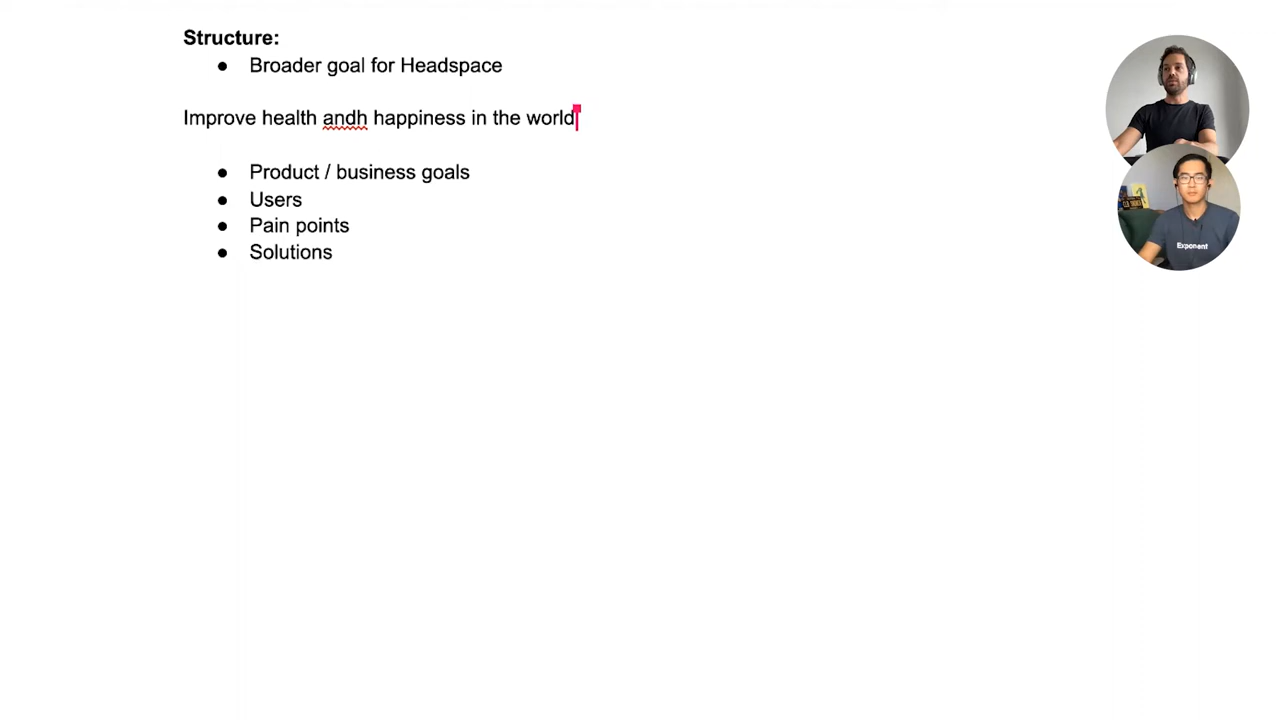 Structure:
● Broader goal for Headspace
Improve health andh happiness in the world
● Product / business goals
● Users
● Pain points
● Solutions
Exponent